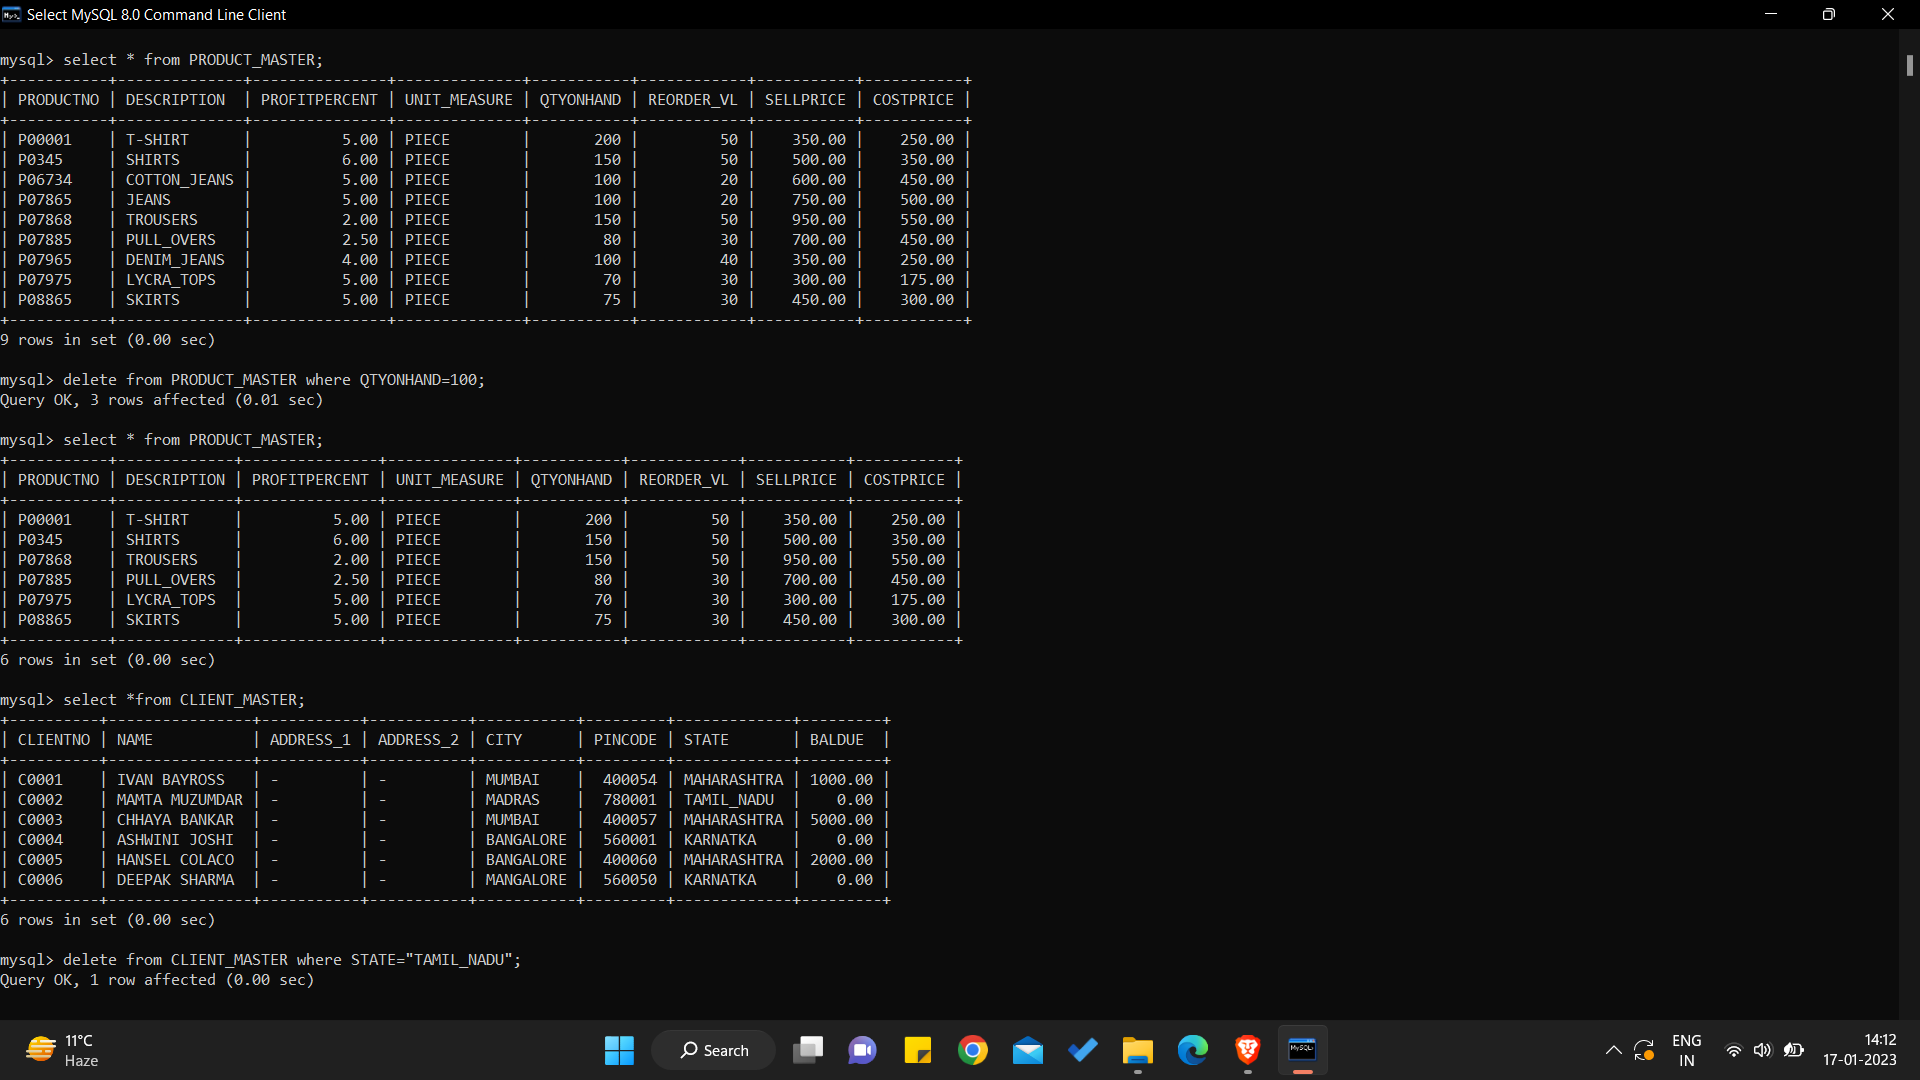 Select MySQL 8.0 Command Line Client
mysql> select * from PRODUCT_MASTER;
+-----------+--------------+---------------+--------------+-----------+------------+-----------+-----------+
| PRODUCTNO | DESCRIPTION  | PROFITPERCENT | UNIT_MEASURE | QTYONHAND | REORDER_VL | SELLPRICE | COSTPRICE |
+-----------+--------------+---------------+--------------+-----------+------------+-----------+-----------+
| P00001    | T-SHIRT      |          5.00 | PIECE        |       200 |         50 |    350.00 |    250.00 |
| P0345     | SHIRTS       |          6.00 | PIECE        |       150 |         50 |    500.00 |    350.00 |
| P06734    | COTTON_JEANS |          5.00 | PIECE        |       100 |         20 |    600.00 |    450.00 |
| P07865    | JEANS        |          5.00 | PIECE        |       100 |         20 |    750.00 |    500.00 |
| P07868    | TROUSERS     |          2.00 | PIECE        |       150 |         50 |    950.00 |    550.00 |
| P07885    | PULL_OVERS   |          2.50 | PIECE        |        80 |         30 |    700.00 |    450.00 |
| P07965    | DENIM_JEANS  |          4.00 | PIECE        |       100 |         40 |    350.00 |    250.00 |
| P07975    | LYCRA_TOPS   |          5.00 | PIECE        |        70 |         30 |    300.00 |    175.00 |
| P08865    | SKIRTS       |          5.00 | PIECE        |        75 |         30 |    450.00 |    300.00 |
+-----------+--------------+---------------+--------------+-----------+------------+-----------+-----------+
9 rows in set (0.00 sec)
mysql> delete from PRODUCT_MASTER where QTYONHAND=100;
Query OK, 3 rows affected (0.01 sec)
mysql> select * from PRODUCT_MASTER;
+-----------+-------------+---------------+--------------+-----------+------------+-----------+-----------+
| PRODUCTNO | DESCRIPTION | PROFITPERCENT | UNIT_MEASURE | QTYONHAND | REORDER_VL | SELLPRICE | COSTPRICE |
+-----------+-------------+---------------+--------------+-----------+------------+-----------+-----------+
| P00001    | T-SHIRT     |          5.00 | PIECE        |       200 |         50 |    350.00 |    250.00 |
| P0345     | SHIRTS      |          6.00 | PIECE        |       150 |         50 |    500.00 |    350.00 |
| P07868    | TROUSERS    |          2.00 | PIECE        |       150 |         50 |    950.00 |    550.00 |
| P07885    | PULL_OVERS  |          2.50 | PIECE        |        80 |         30 |    700.00 |    450.00 |
| P07975    | LYCRA_TOPS  |          5.00 | PIECE        |        70 |         30 |    300.00 |    175.00 |
| P08865    | SKIRTS      |          5.00 | PIECE        |        75 |         30 |    450.00 |    300.00 |
+-----------+-------------+---------------+--------------+-----------+------------+-----------+-----------+
6 rows in set (0.00 sec)
mysql> select *from CLIENT_MASTER;
+----------+----------------+-----------+-----------+-----------+---------+-------------+---------+
| CLIENTNO | NAME           | ADDRESS_1 | ADDRESS_2 | CITY      | PINCODE | STATE       | BALDUE  |
+----------+----------------+-----------+-----------+-----------+---------+-------------+---------+
| C0001    | IVAN BAYROSS   | -         | -         | MUMBAI    |  400054 | MAHARASHTRA | 1000.00 |
| C0002    | MAMTA MUZUMDAR | -         | -         | MADRAS    |  780001 | TAMIL_NADU  |    0.00 |
| C0003    | CHHAYA BANKAR  | -         | -         | MUMBAI    |  400057 | MAHARASHTRA | 5000.00 |
| C0004    | ASHWINI JOSHI  | -         | -         | BANGALORE |  560001 | KARNATKA    |    0.00 |
| C0005    | HANSEL COLACO  | -         | -         | BANGALORE |  400060 | MAHARASHTRA | 2000.00 |
| C0006    | DEEPAK SHARMA  | -         | -         | MANGALORE |  560050 | KARNATKA    |    0.00 |
+----------+----------------+-----------+-----------+-----------+---------+-------------+---------+
6 rows in set (0.00 sec)
mysql> delete from CLIENT_MASTER where STATE="TAMIL_NADU";
Query OK, 1 row affected (0.00 sec)
11°C
Haze
Search
ENG
IN
14:12
17-01-2023